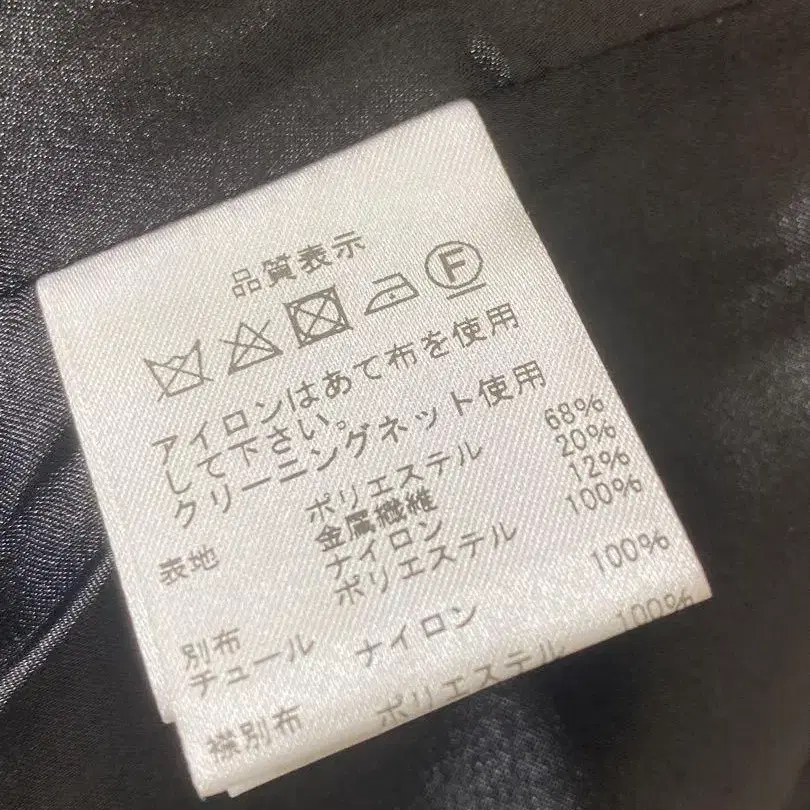 品質表示
F
アイロンはあて布を使用
して下さい。
クリーニングネット使用
表地 ポリエステル 68%
金属繊維 20%
ナイロン 12%
別布 ポリエステル 100%
チュール ナイロン 100%
襟別布 ポリエステル 100%